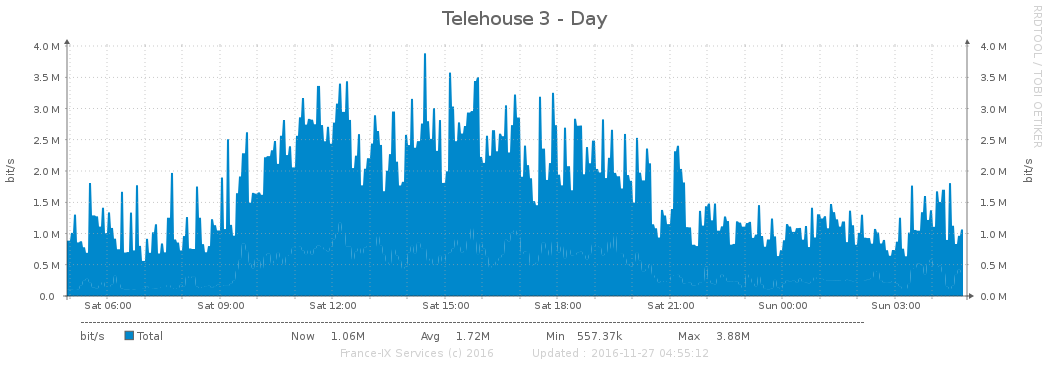 Telehouse 3 - Day
RRDTOOL / TOBI OETIKER
bit/s
4.0 M 4.0 M
3.5 M 3.5 M
3.0 M 3.0 M
2.5 M 2.5 M
2.0 M 2.0 M
1.5 M 1.5 M
1.0 M 1.0 M
0.5 M 0.5 M
0.0 0.0 M
bit/s
Sat 06:00 Sat 09:00 Sat 12:00 Sat 15:00 Sat 18:00 Sat 21:00 Sun 00:00 Sun 03:00
bit/s Total Now 1.06M Avg 1.72M Min 557.37k Max 3.88M
France-IX Services (c) 2016 Updated : 2016-11-27 04:55:12